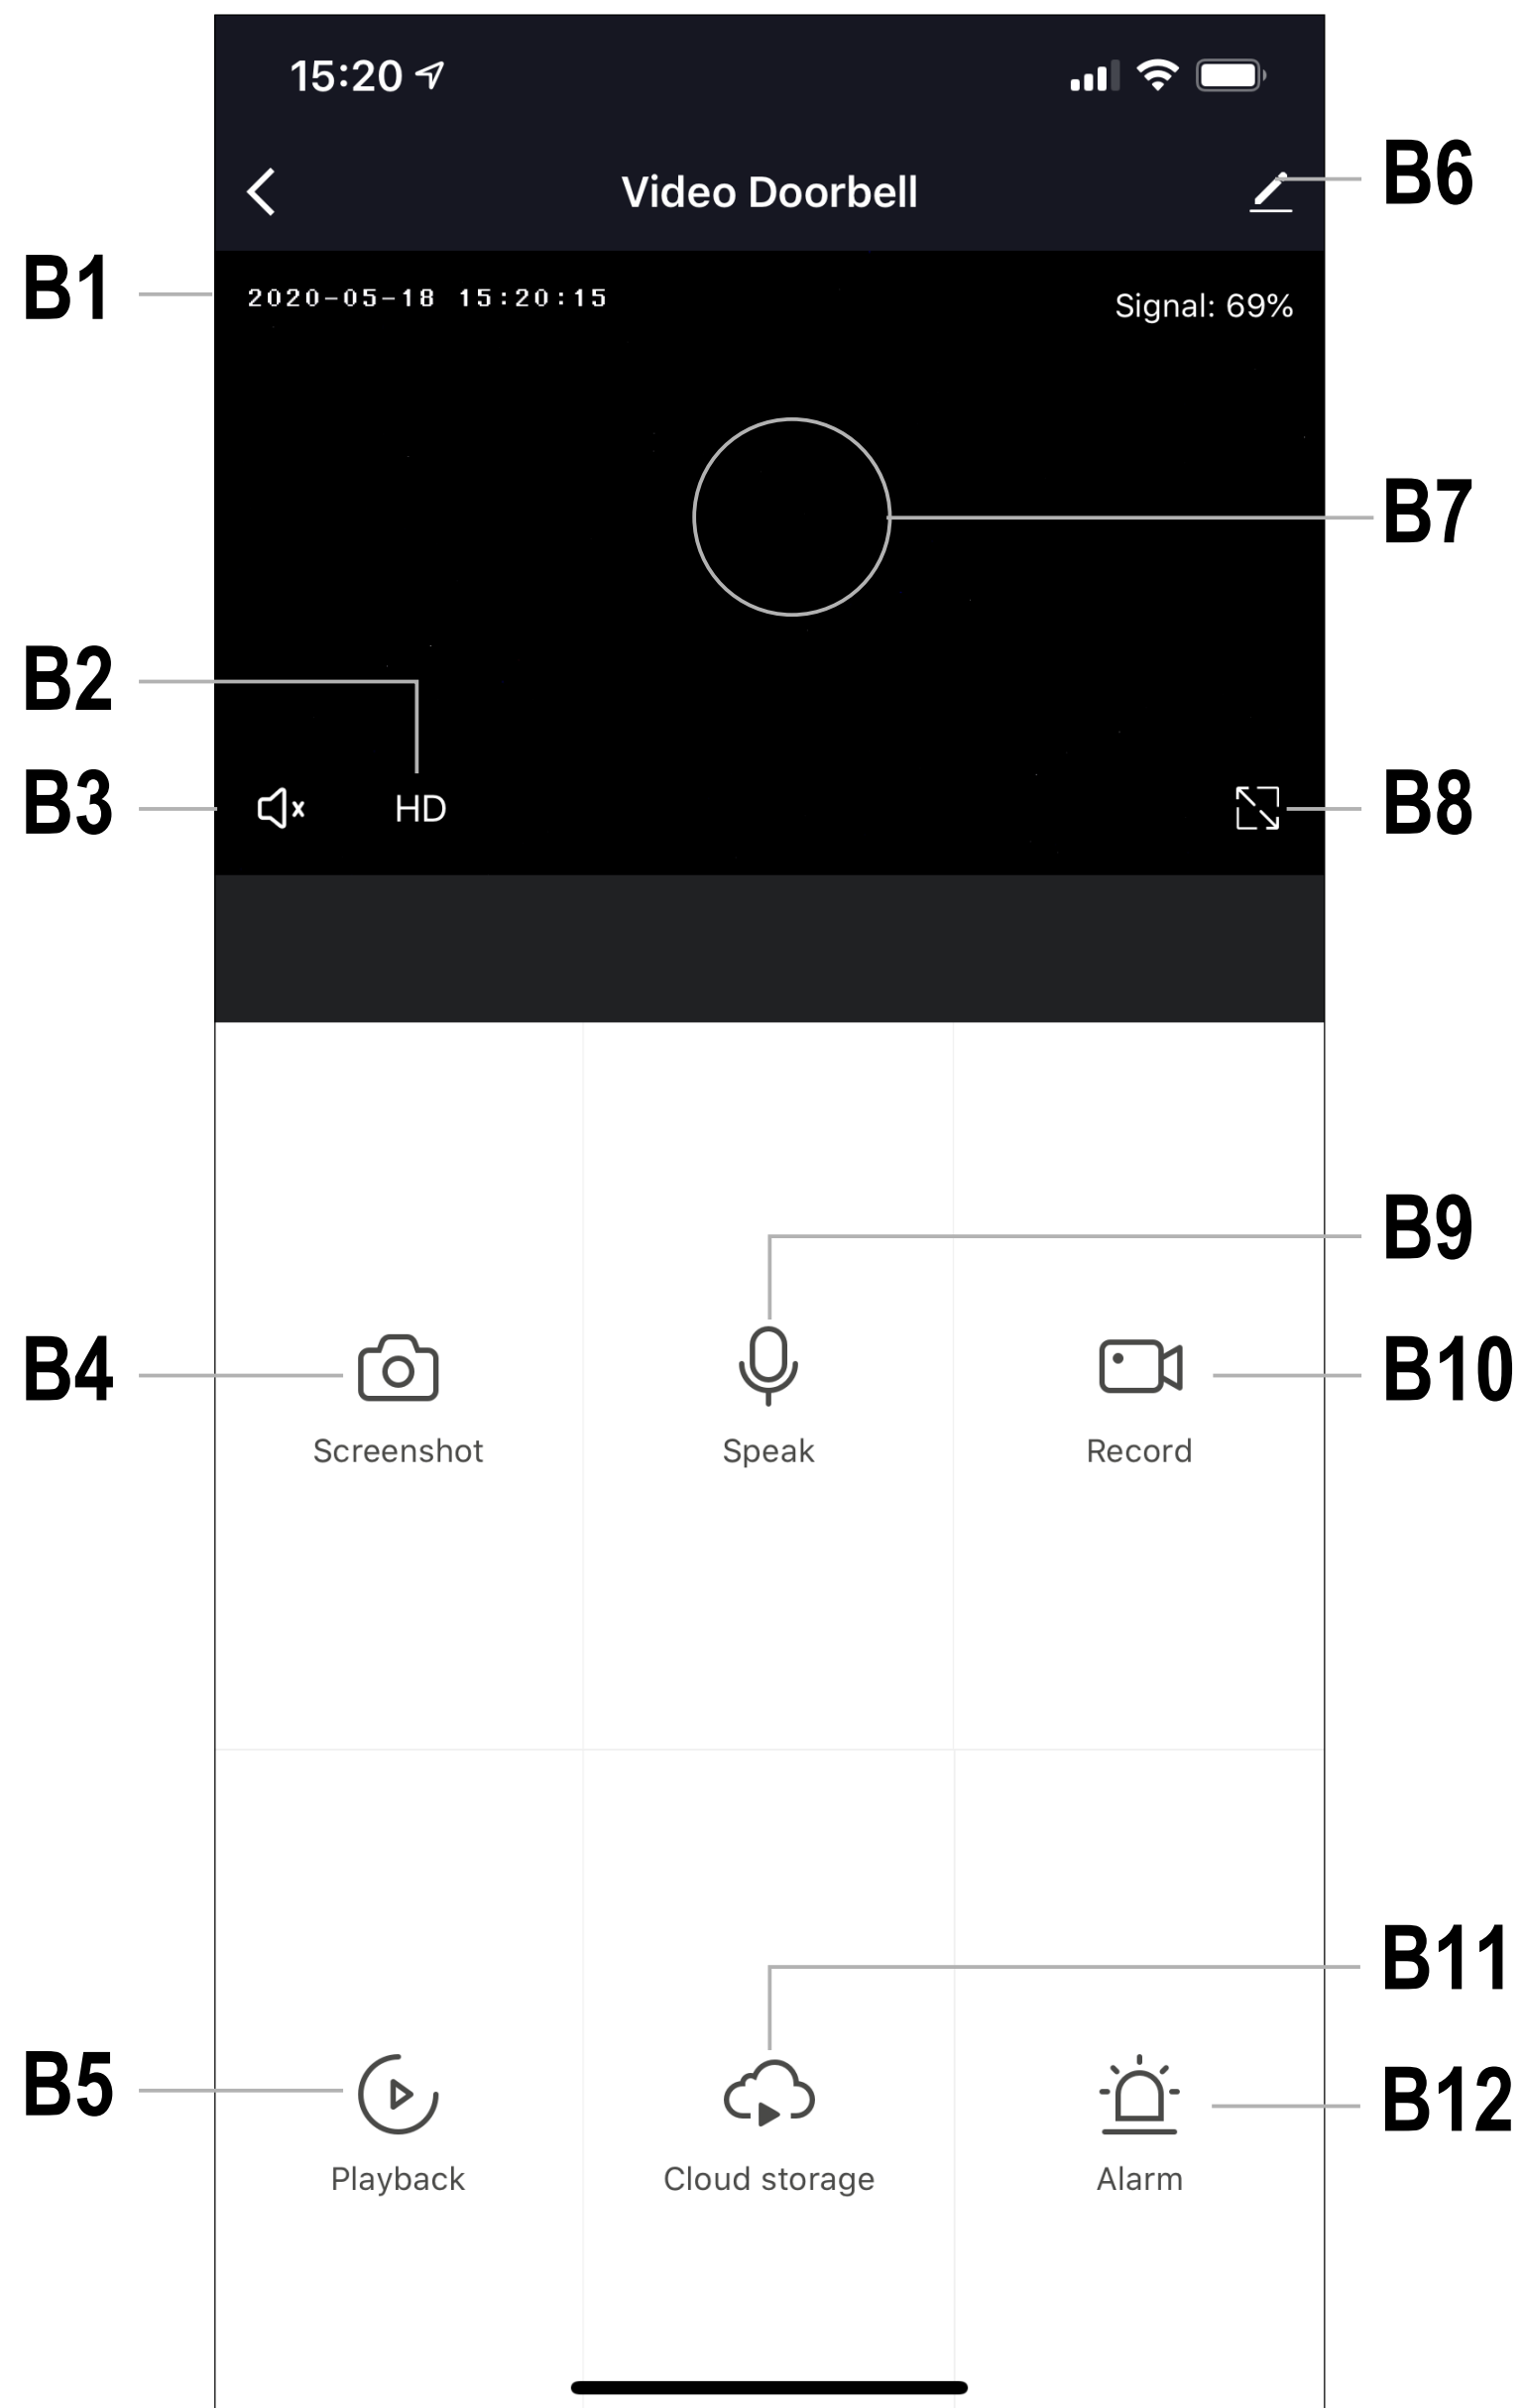 15:20
Video Doorbell
B6
B1
2020-05-18 15:20:15
Signal: 69%
B7
B2
B3
HD
B8
B9
B4
B10
Screenshot
Speak
Record
B11
B5
B12
Playback
Cloud storage
Alarm